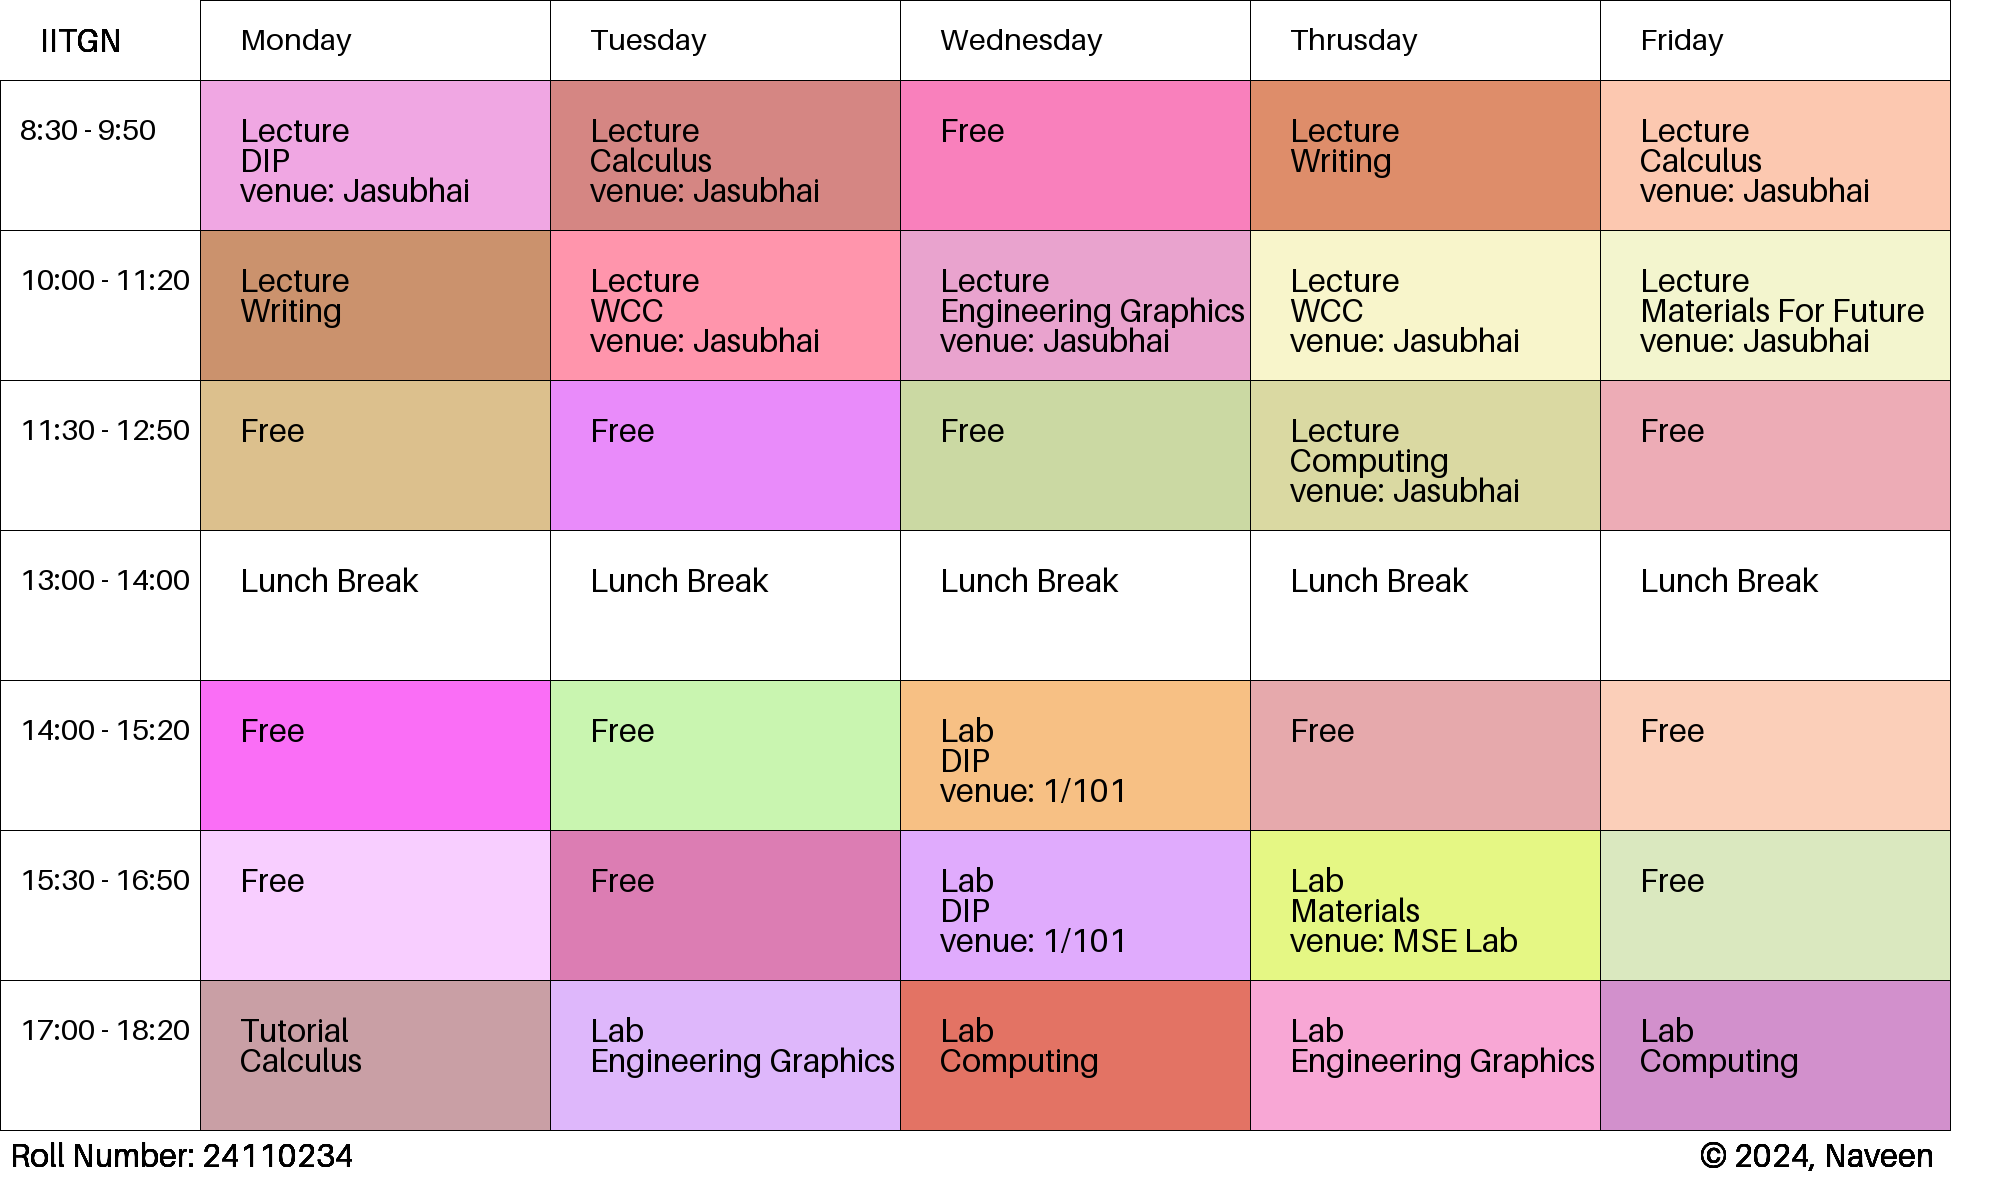 IITGN Monday Tuesday Wednesday Thrusday Friday
8:30 - 9:50
Lecture
DIP
venue: Jasubhai
Lecture
Calculus
venue: Jasubhai
Free
Lecture
Writing
Lecture
Calculus
venue: Jasubhai
10:00 - 11:20
Lecture
Writing
Lecture
WCC
venue: Jasubhai
Lecture
Engineering Graphics
venue: Jasubhai
Lecture
WCC
venue: Jasubhai
Lecture
Materials For Future
venue: Jasubhai
11:30 - 12:50
Free
Free
Free
Lecture
Computing
venue: Jasubhai
Free
13:00 - 14:00
Lunch Break
Lunch Break
Lunch Break
Lunch Break
Lunch Break
14:00 - 15:20
Free
Free
Lab
DIP
venue: 1/101
Free
Free
15:30 - 16:50
Free
Free
Lab
DIP
venue: 1/101
Lab
Materials
venue: MSE Lab
Free
17:00 - 18:20
Tutorial
Calculus
Lab
Engineering Graphics
Lab
Computing
Lab
Engineering Graphics
Lab
Computing
Roll Number: 24110234
© 2024, Naveen